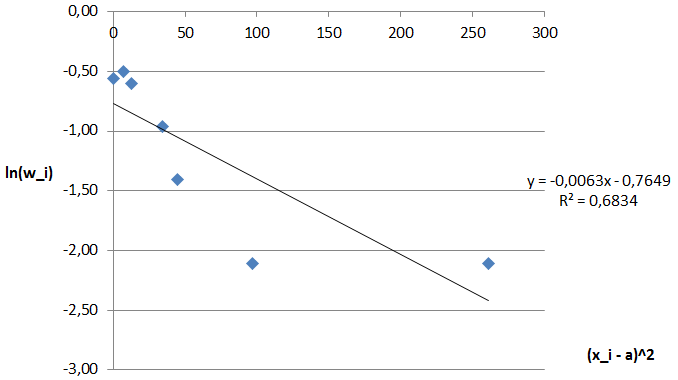 0,00
0 50 100 150 200 250 300
-0,50
-1,00
ln(w_i)
-1,50
y = -0,0063x - 0,7649
R² = 0,6834
-2,00
-2,50
(x_i - a)^2
-3,00